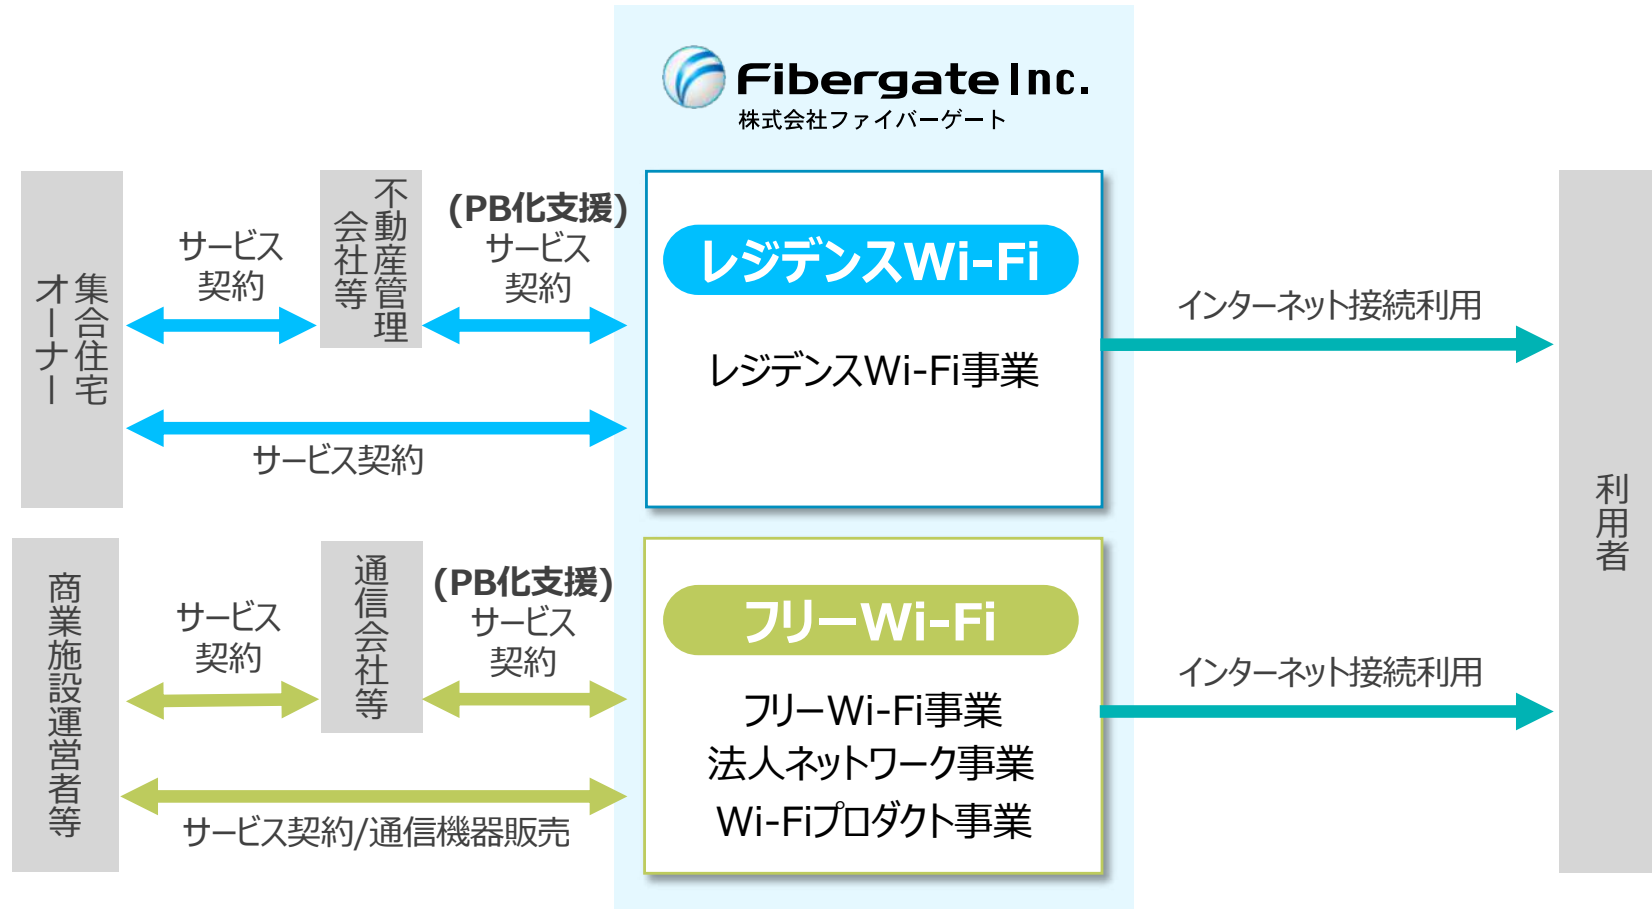 Fibergate Inc.
株式会社ファイバーゲート
集合住宅
オーナー
サービス
契約
不動産管理
会社等
(PB化支援)
サービス
契約
サービス契約
レジデンスWi-Fi
レジデンスWi-Fi事業
インターネット接続利用
商業施設運営者等
サービス
契約
通信会社等
(PB化支援)
サービス
契約
サービス契約/通信機器販売
フリーWi-Fi
フリーWi-Fi事業
法人ネットワーク事業
Wi-Fiプロダクト事業
インターネット接続利用
利用者